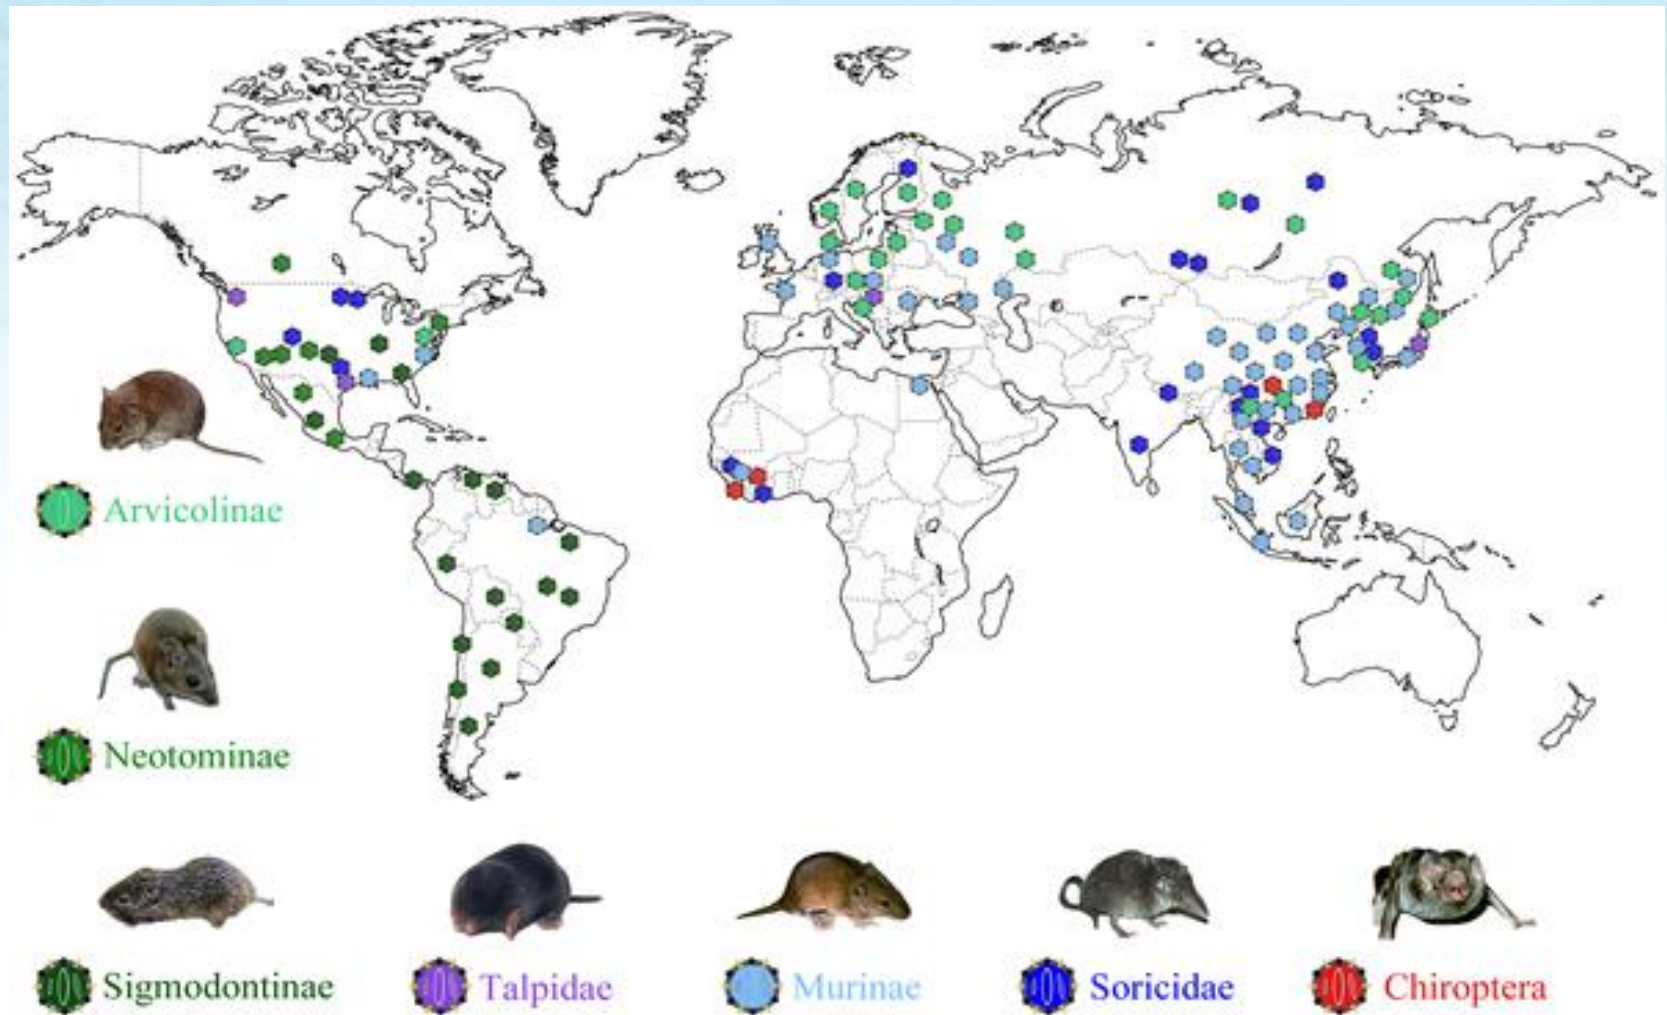 Arvicolinae
Neotominae
Sigmodontinae
Talpidae
Murinae
Soricidae
Chiroptera